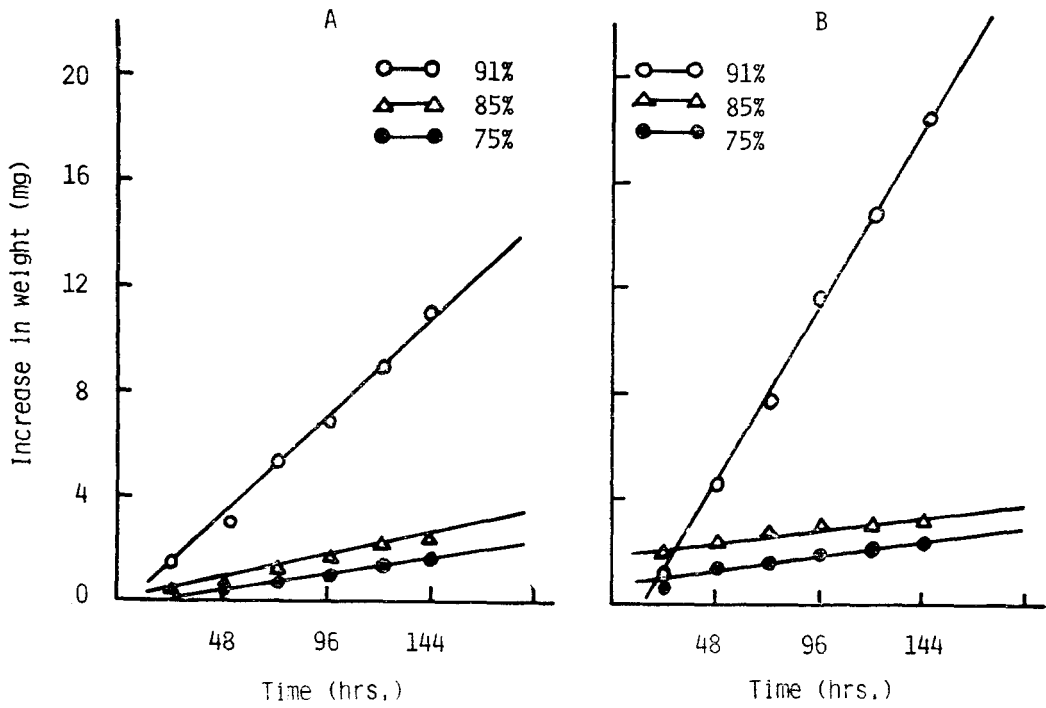 A
91%
85%
75%
20
16
12
8
4
0
Increase in weight (mg)
48 96 144
Time (hrs.)
B
91%
85%
75%
48 96 144
Time (hrs.)